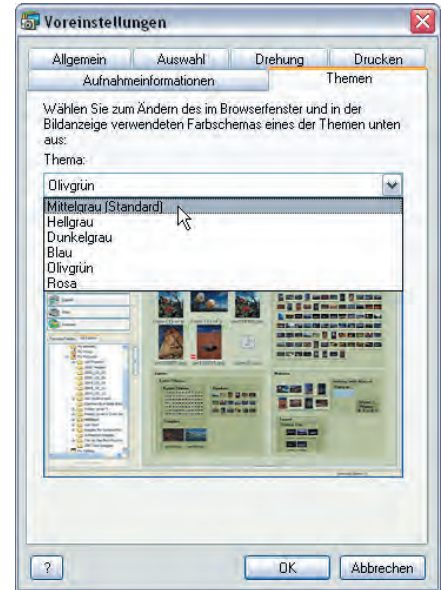 Voreinstellungen
Allgemein Auswahl Drehung Drucken
Aufnahmeinformationen Themen
Wählen Sie zum Ändern des im Browserfenster und in der
Bildanzeige verwendeten Farbschemas eines der Themen unten
aus:
Thema:
Olivgrün
Mittelgrau (Standard)
Hellgrau
Dunkelgrau
Blau
Olivgrün
Rosa
? OK Abbrechen